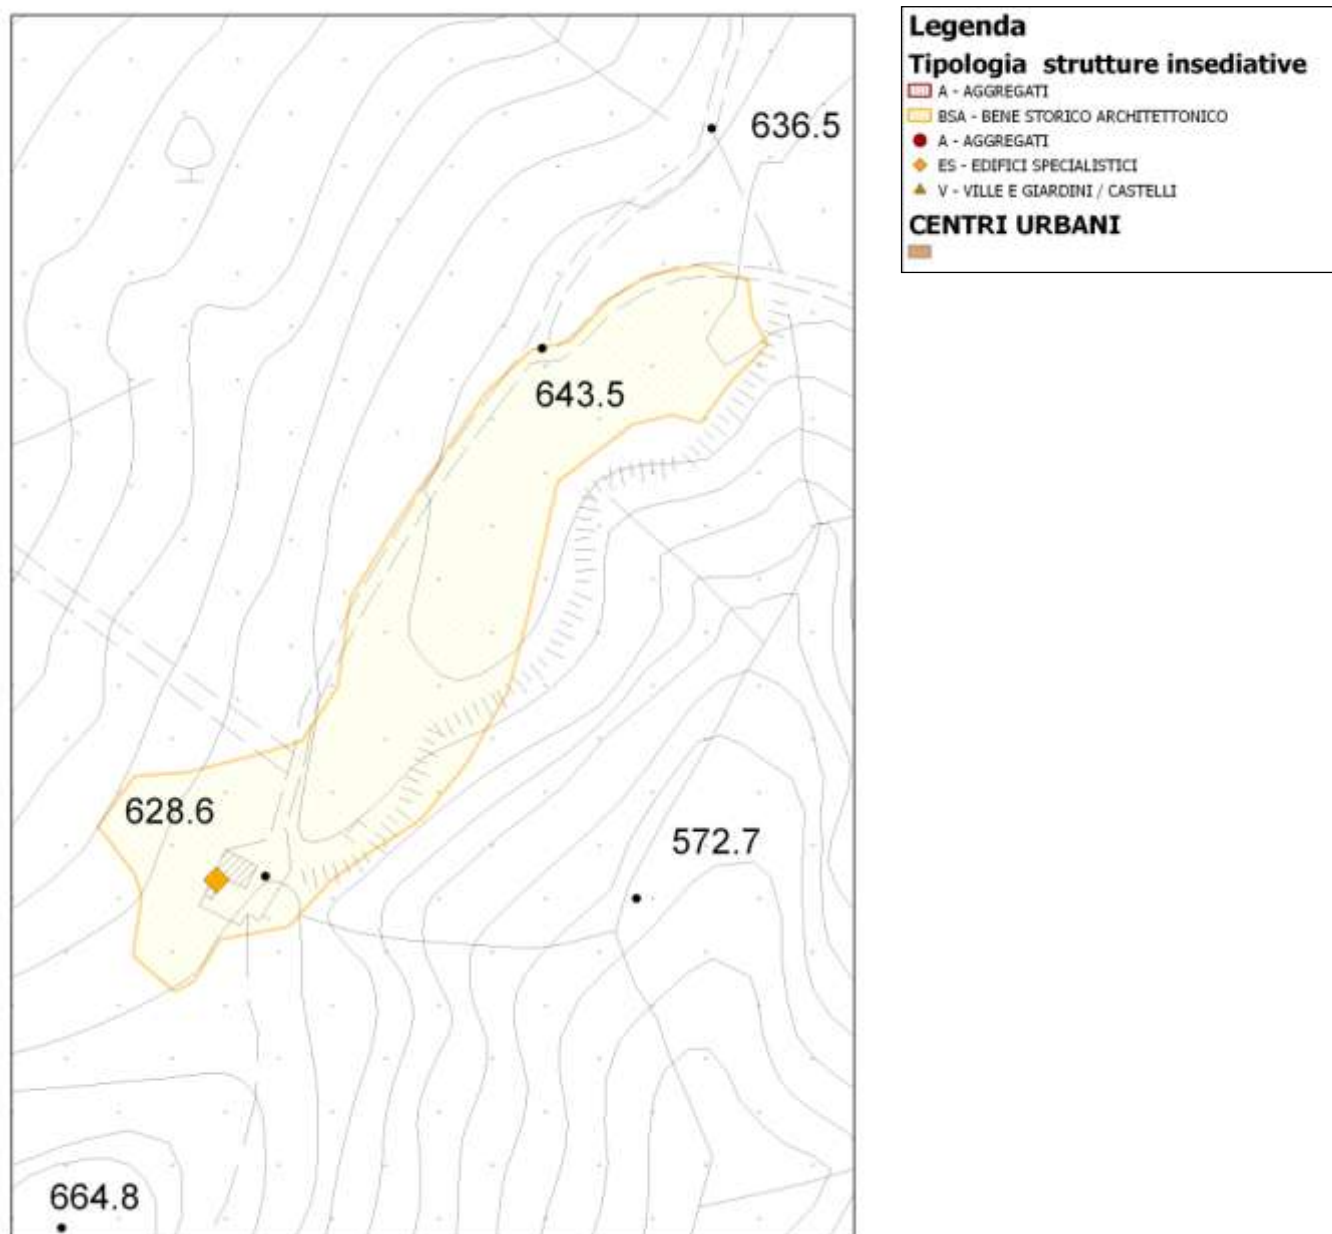 636.5
643.5
628.6
572.7
664.8
Legenda
Tipologia strutture insediative
A - AGGREGATI
BSA - BENE STORICO ARCHITETTONICO
A - AGGREGATI
ES - EDIFICI SPECIALISTICI
V - VILLE E GIARDINI / CASTELLI
CENTRI URBANI